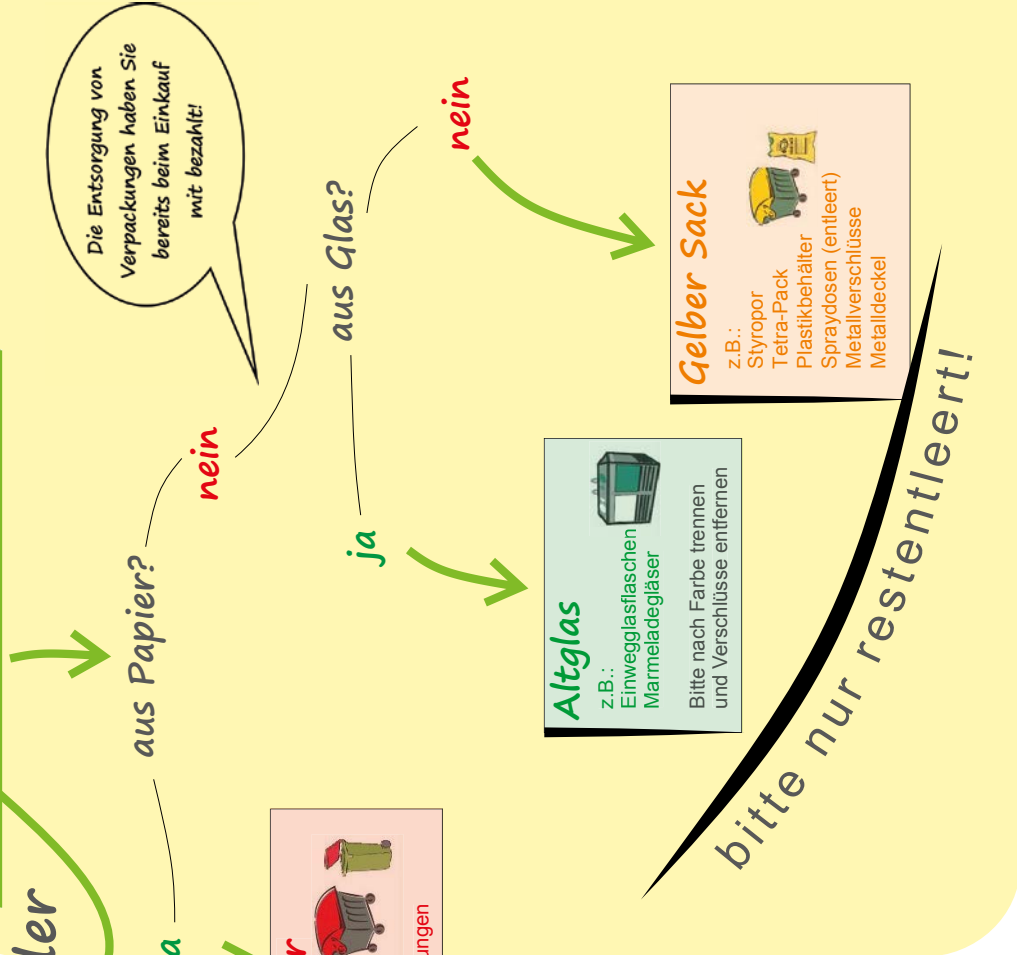 Die Entsorgung von
Verpackungen haben Sie
bereits beim Einkauf
mit bezahlt!
aus Papier?
nein
aus Glas?
ja
nein
Altglas
z.B.:
Einwegglasflaschen
Marmeladegläser
Bitte nach Farbe trennen
und Verschlüsse entfernen
Gelber Sack
z.B.:
Styropor
Tetra-Pack
Plastikbehälter
Spraydosen (entleert)
Metallverschlüsse
Metalldeckel
bitte nur restentleert!